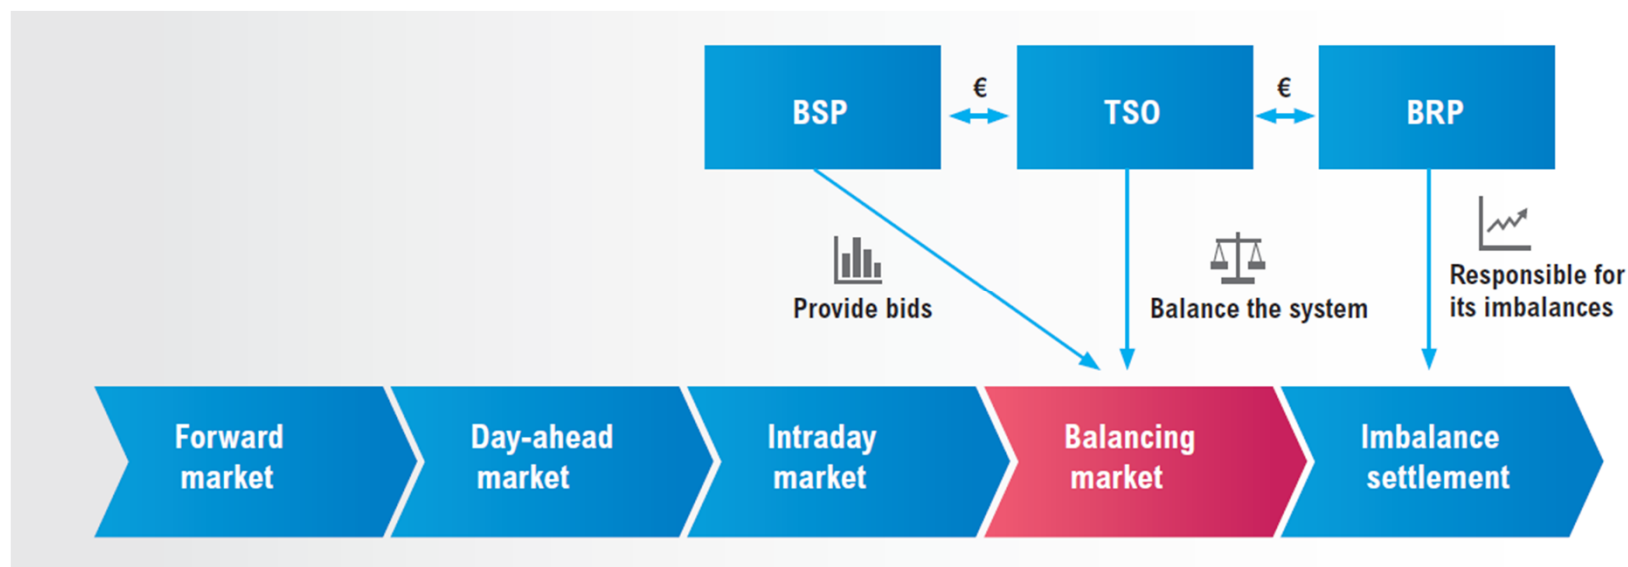 BSP
€
TSO
€
BRP
Provide bids
Balance the system
Responsible for
its imbalances
Forward
market
Day-ahead
market
Intraday
market
Balancing
market
Imbalance
settlement